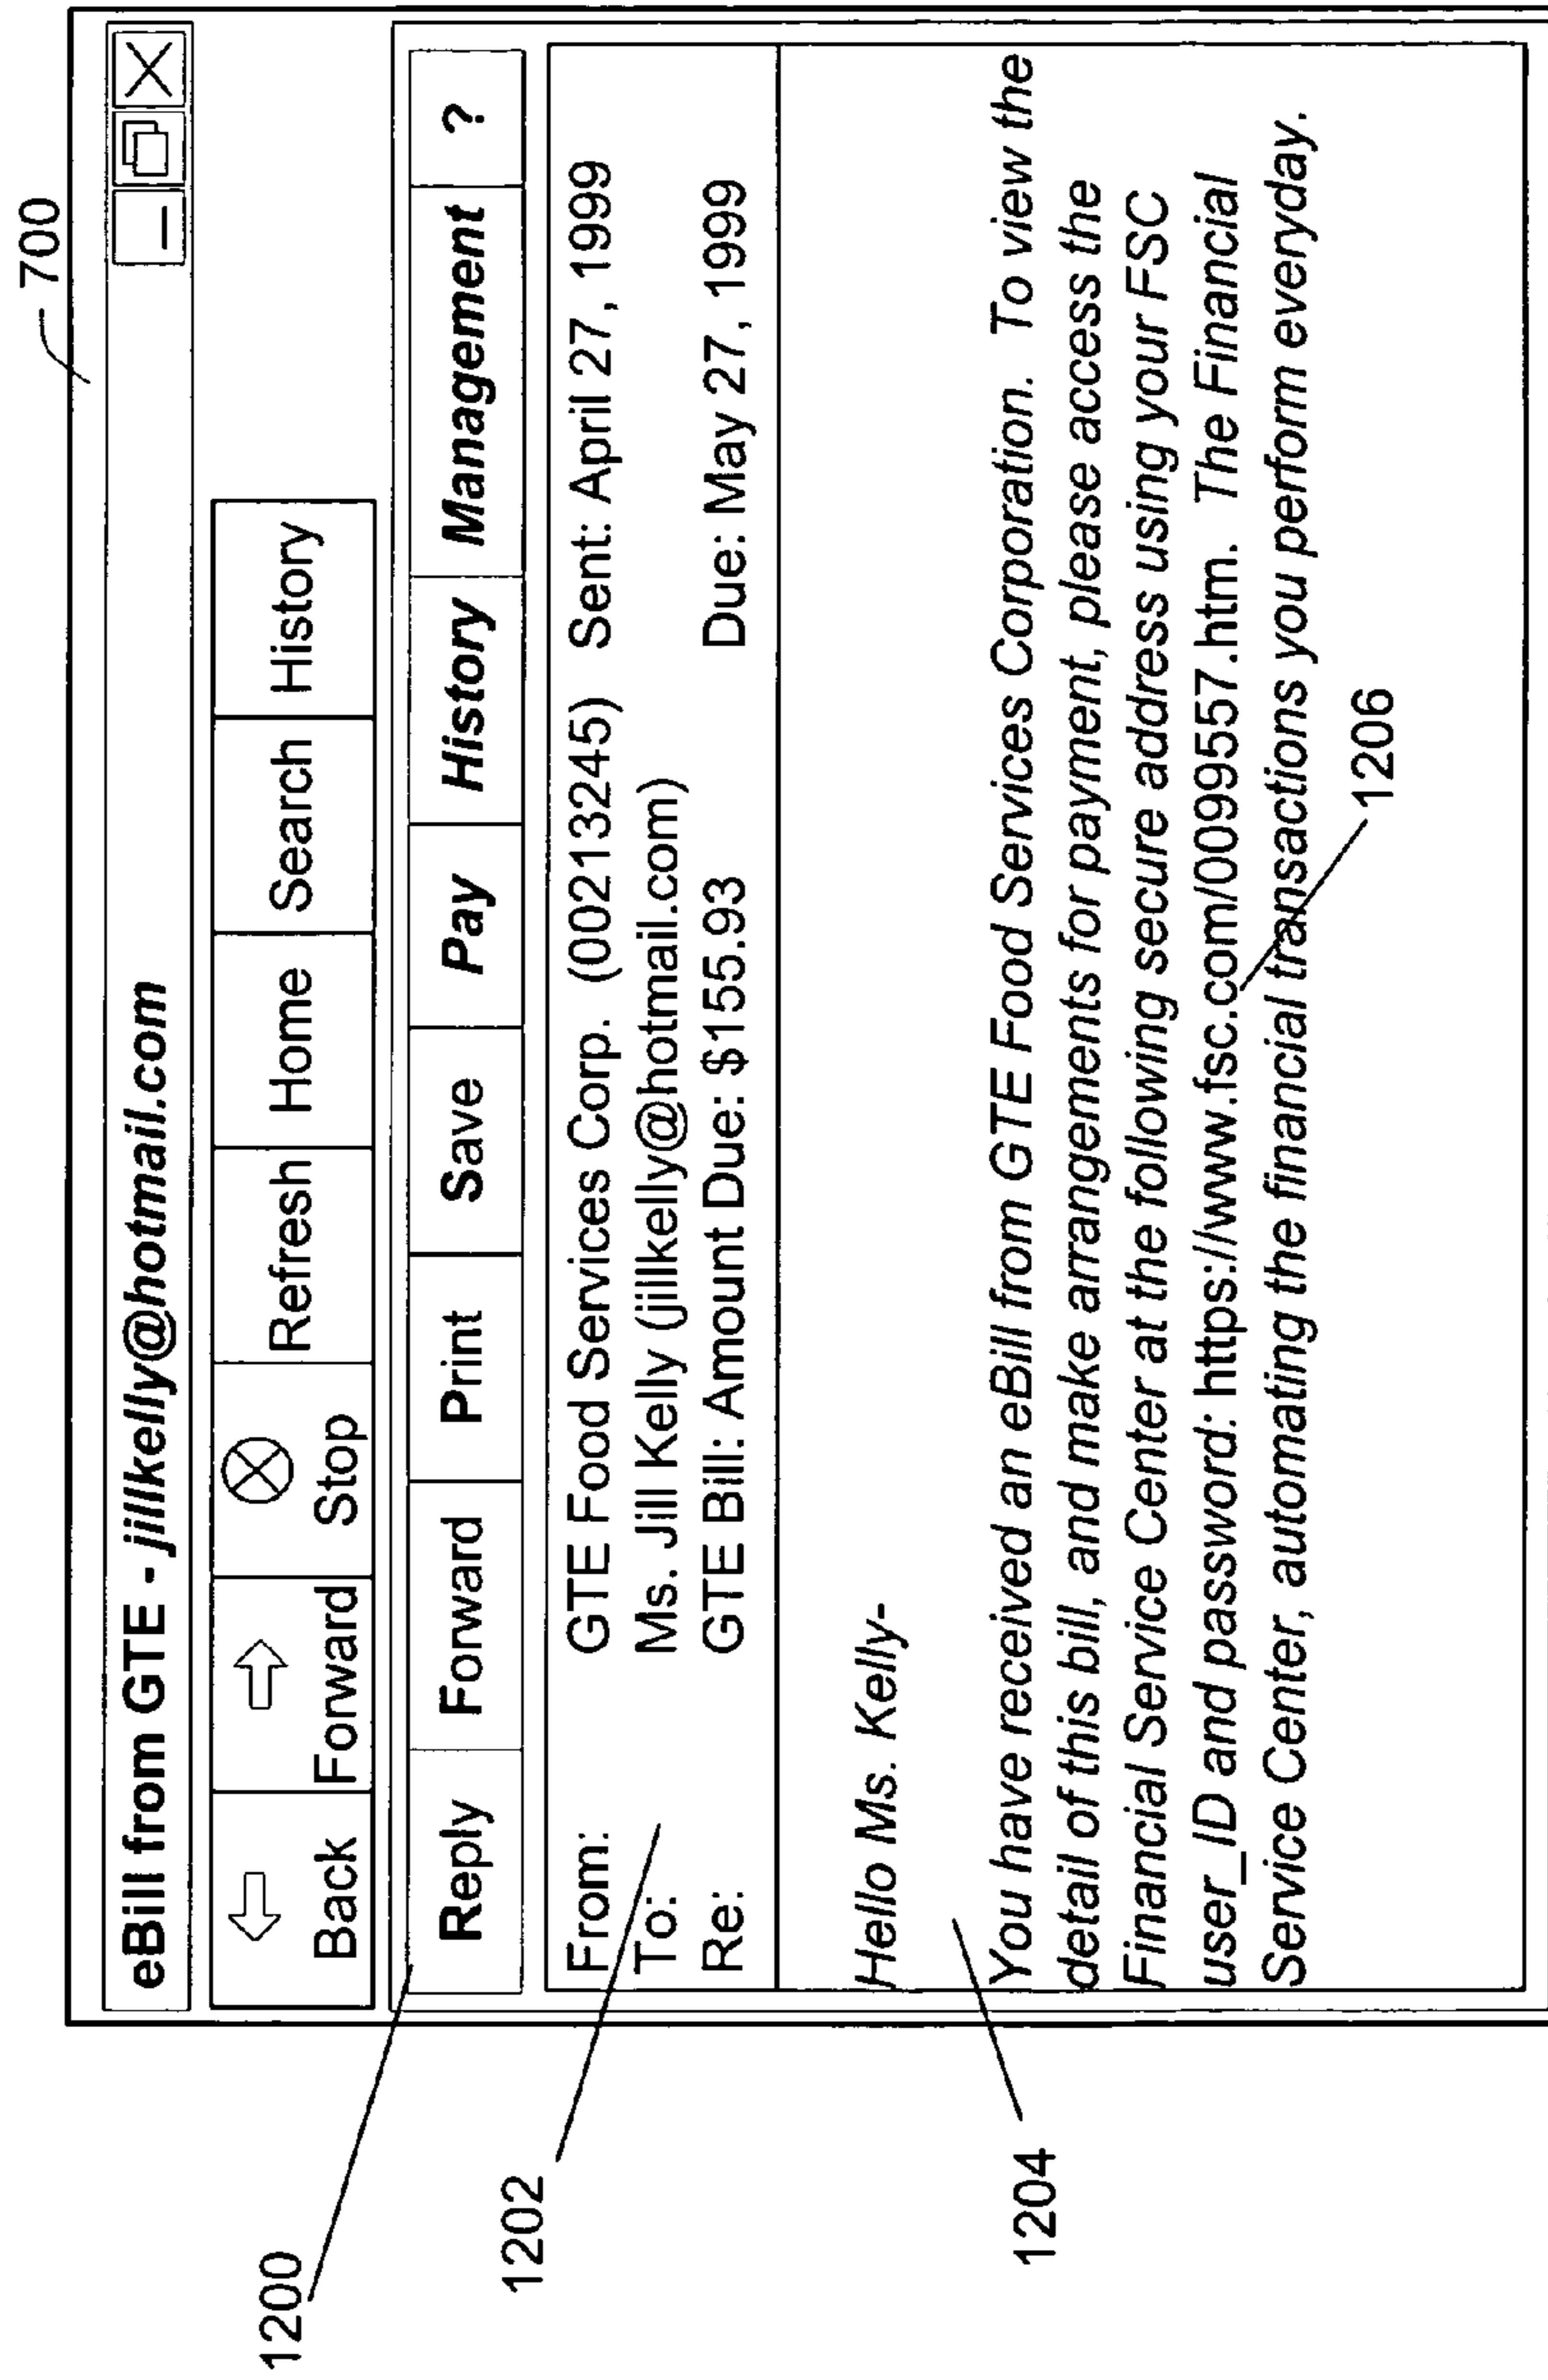 700
eBill from GTE - jillkelly@hotmail.com
Back Forward Stop Refresh Home Search History
1200
Reply Forward Print Save Pay History Management ?
1202
From: GTE Food Services Corp. (00213245) Sent: April 27, 1999
To: Ms. Jill Kelly (jillkelly@hotmail.com)
Re: GTE Bill: Amount Due: $155.93 Due: May 27, 1999
Hello Ms. Kelly-
1204
You have received an eBill from GTE Food Services Corporation. To view the
detail of this bill, and make arrangements for payment, please access the
Financial Service Center at the following secure address using your FSC
user_ID and password: https://www.fsc.com/0099557.htm. The Financial
Service Center, automating the financial transactions you perform everyday.
1206